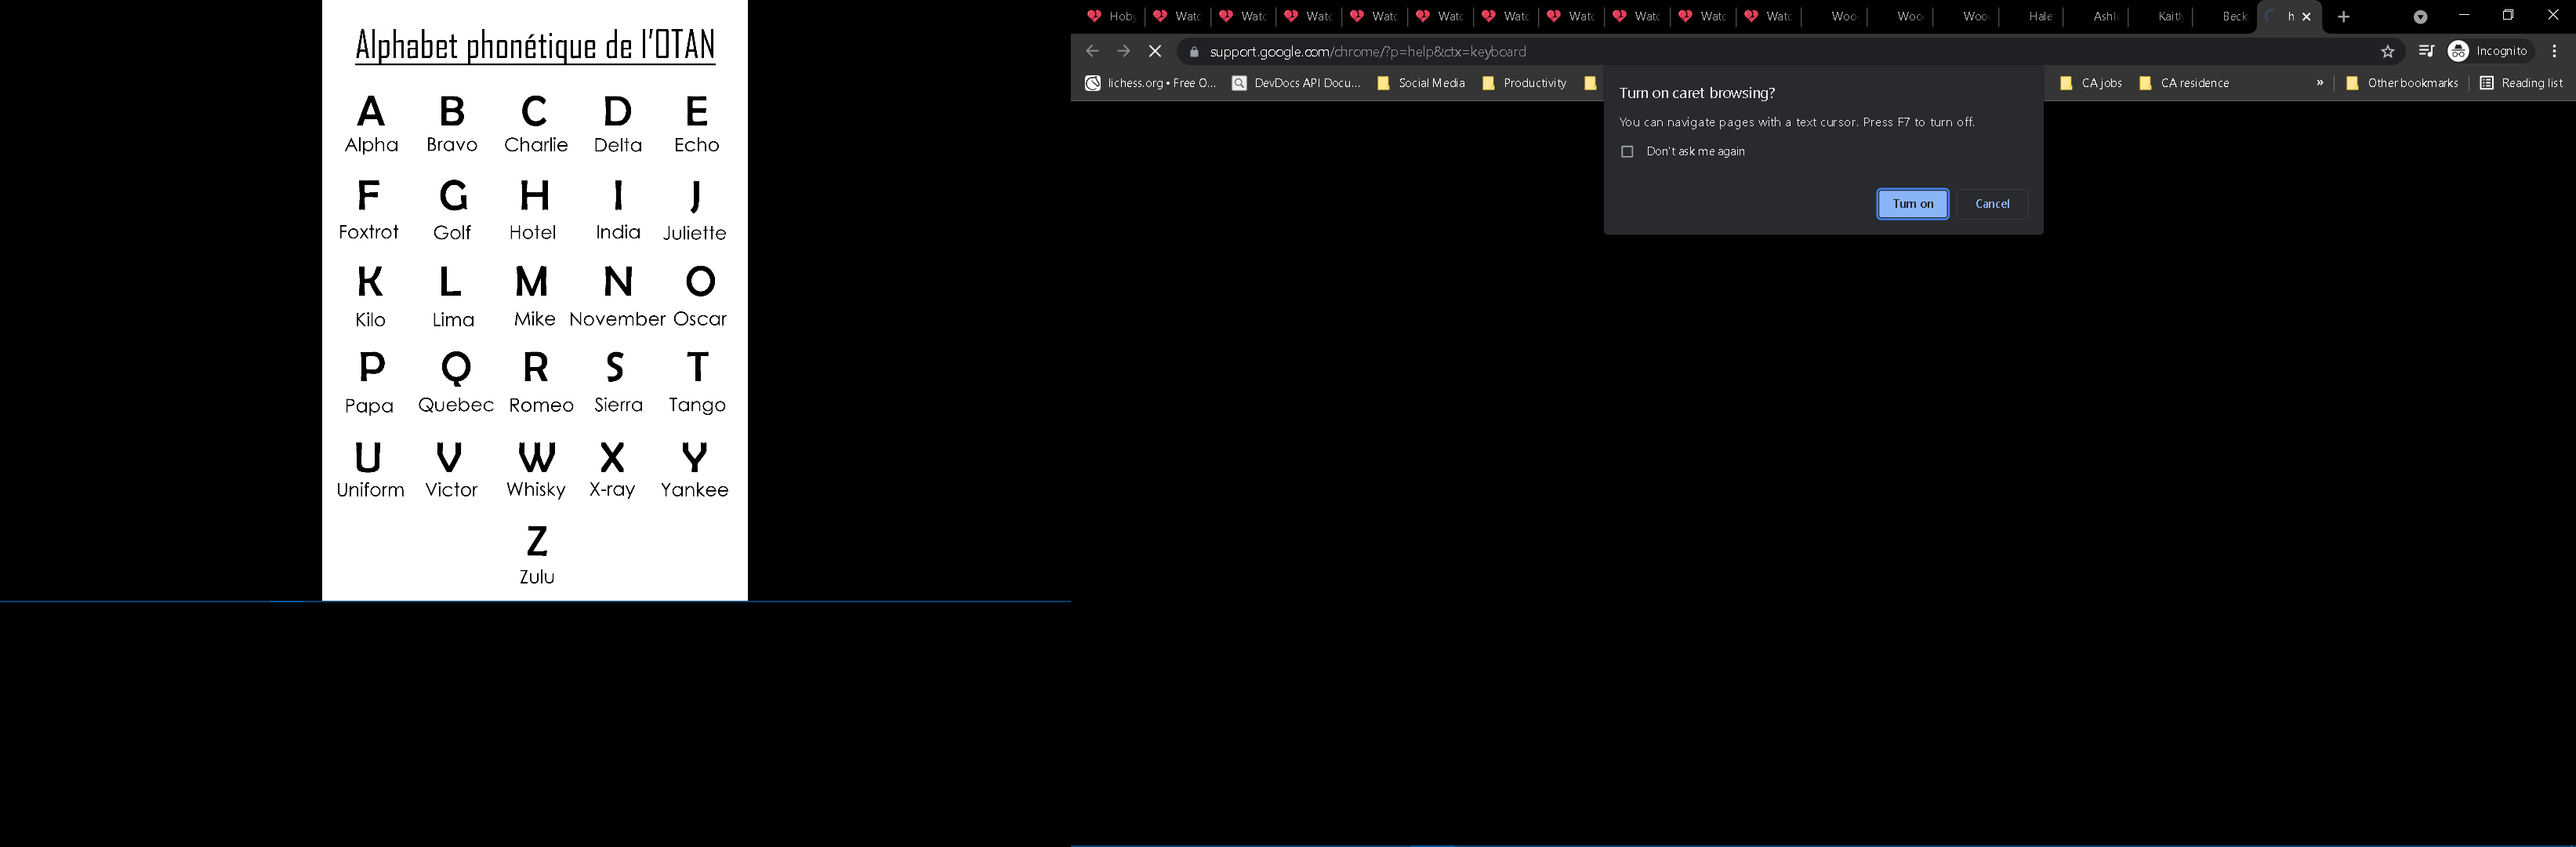 Alphabet phonétique de l'OTAN
A B C D E
Alpha Bravo Charlie Delta Echo
F G H I J
Foxtrot Golf Hotel India Juliette
K L M N O
Kilo Lima Mike November Oscar
P Q R S T
Papa Quebec Romeo Sierra Tango
U V W X Y
Uniform Victor Whisky X-ray Yankee
Z
Zulu
Hob Watc Watc Watc Watc Watc Watc Watc Watc Watc Watc Woo Woo Woo Hale Ashl Kaitl Beck h
support.google.com/chrome/?p=help&ctx=keyboard Incognito
lichess.org • Free O... DevDocs API Docu... Social Media Productivity CA jobs CA residence » Other bookmarks Reading list
Turn on caret browsing?
You can navigate pages with a text cursor. Press F7 to turn off.
Don't ask me again
Turn on Cancel